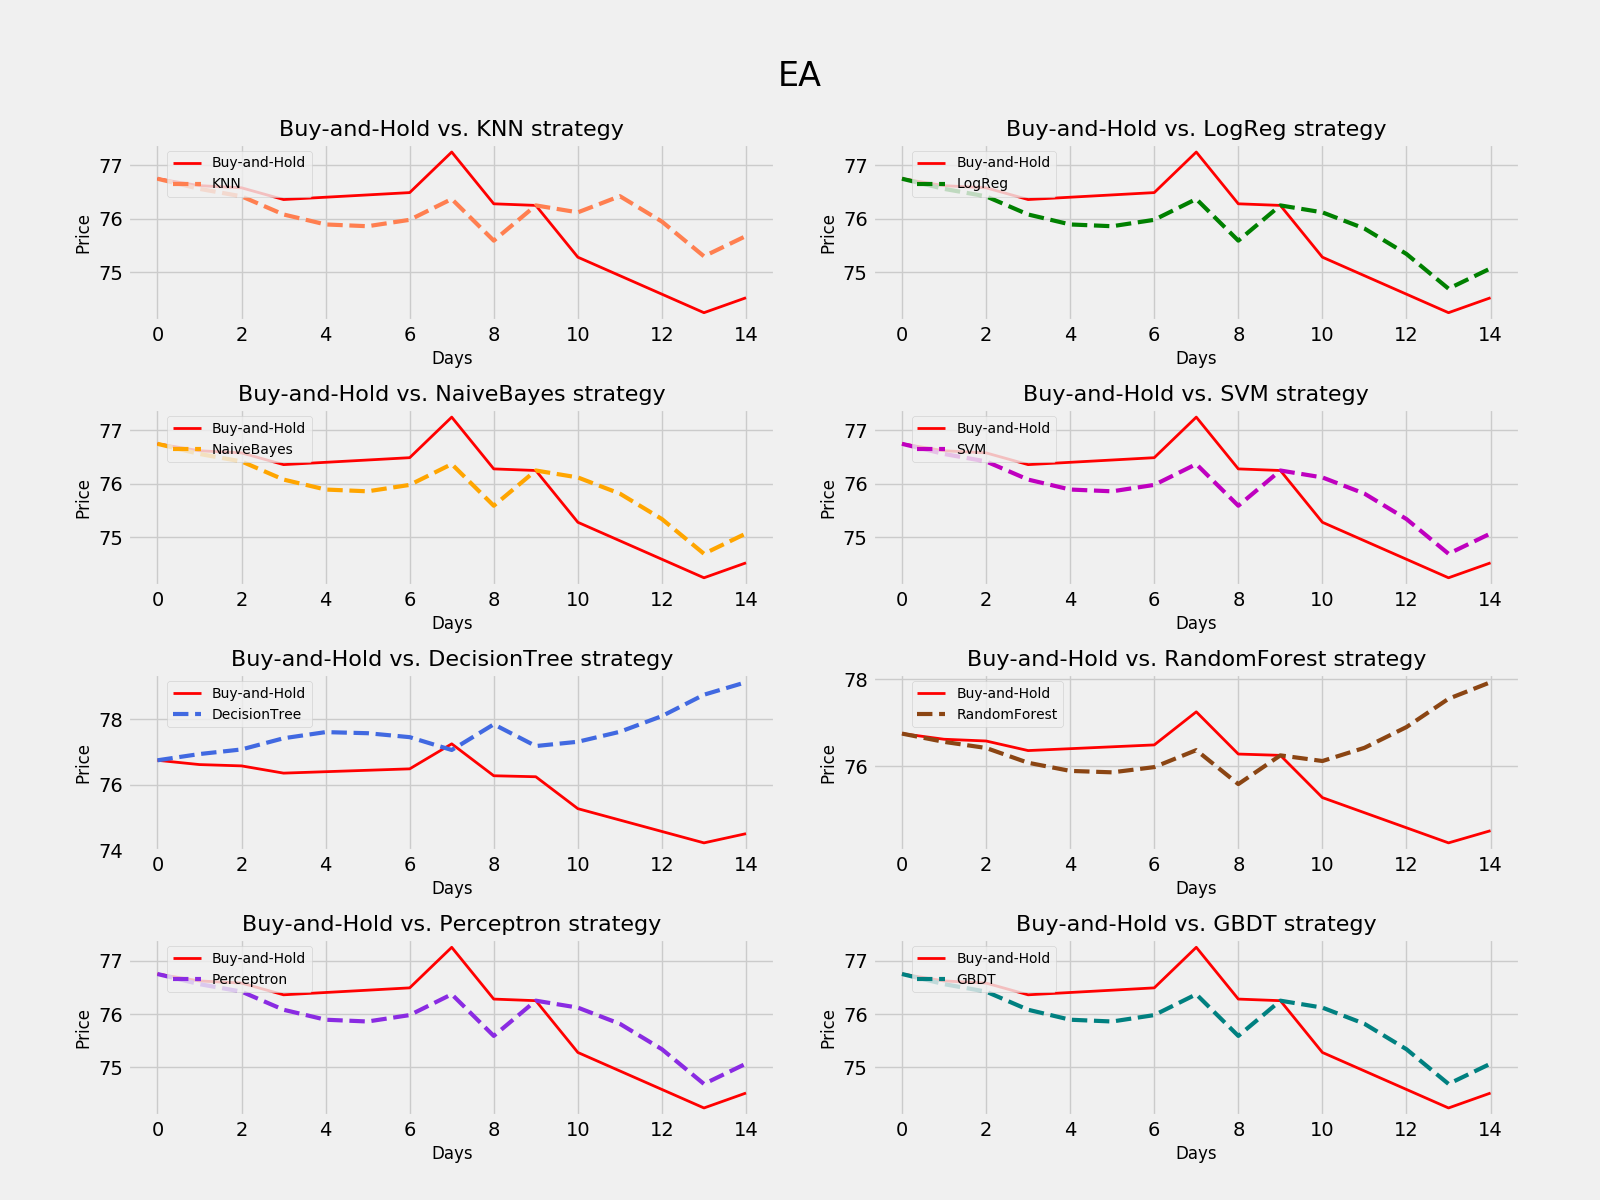 EA
Buy-and-Hold vs. KNN strategy
Buy-and-Hold
KNN
77
76
75
Price
0 2 4 6 8 10 12 14
Days
Buy-and-Hold vs. LogReg strategy
Buy-and-Hold
LogReg
77
76
75
Price
0 2 4 6 8 10 12 14
Days
Buy-and-Hold vs. NaiveBayes strategy
Buy-and-Hold
NaiveBayes
77
76
75
Price
0 2 4 6 8 10 12 14
Days
Buy-and-Hold vs. SVM strategy
Buy-and-Hold
SVM
77
76
75
Price
0 2 4 6 8 10 12 14
Days
Buy-and-Hold vs. DecisionTree strategy
Buy-and-Hold
DecisionTree
78
76
74
Price
0 2 4 6 8 10 12 14
Days
Buy-and-Hold vs. RandomForest strategy
Buy-and-Hold
RandomForest
78
76
Price
0 2 4 6 8 10 12 14
Days
Buy-and-Hold vs. Perceptron strategy
Buy-and-Hold
Perceptron
77
76
75
Price
0 2 4 6 8 10 12 14
Days
Buy-and-Hold vs. GBDT strategy
Buy-and-Hold
GBDT
77
76
75
Price
0 2 4 6 8 10 12 14
Days